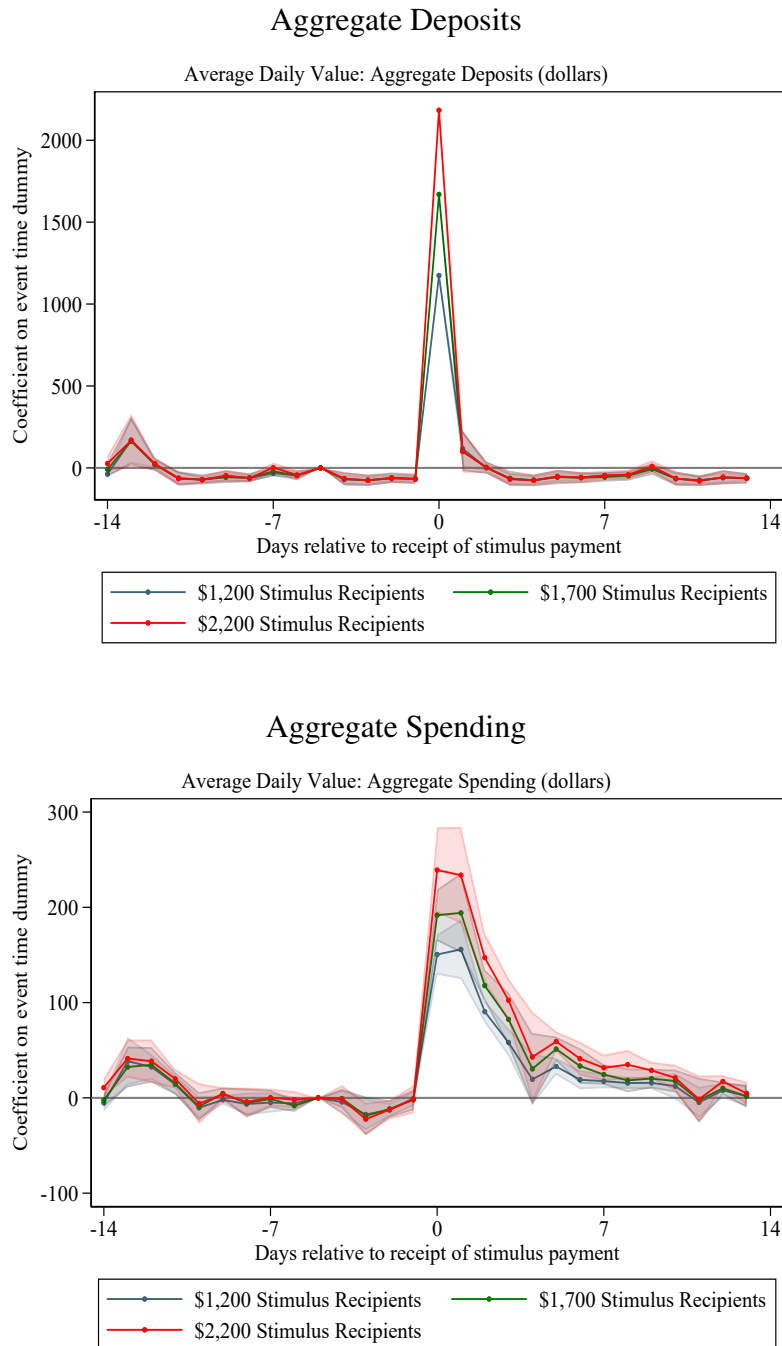 Aggregate Deposits
Average Daily Value: Aggregate Deposits (dollars)
Coefficient on event time dummy
2000
1500
1000
500
0
-14 -7 0 7 14
Days relative to receipt of stimulus payment
$1,200 Stimulus Recipients $1,700 Stimulus Recipients
$2,200 Stimulus Recipients
Aggregate Spending
Average Daily Value: Aggregate Spending (dollars)
Coefficient on event time dummy
300
200
100
0
-100
-14 -7 0 7 14
Days relative to receipt of stimulus payment
$1,200 Stimulus Recipients $1,700 Stimulus Recipients
$2,200 Stimulus Recipients